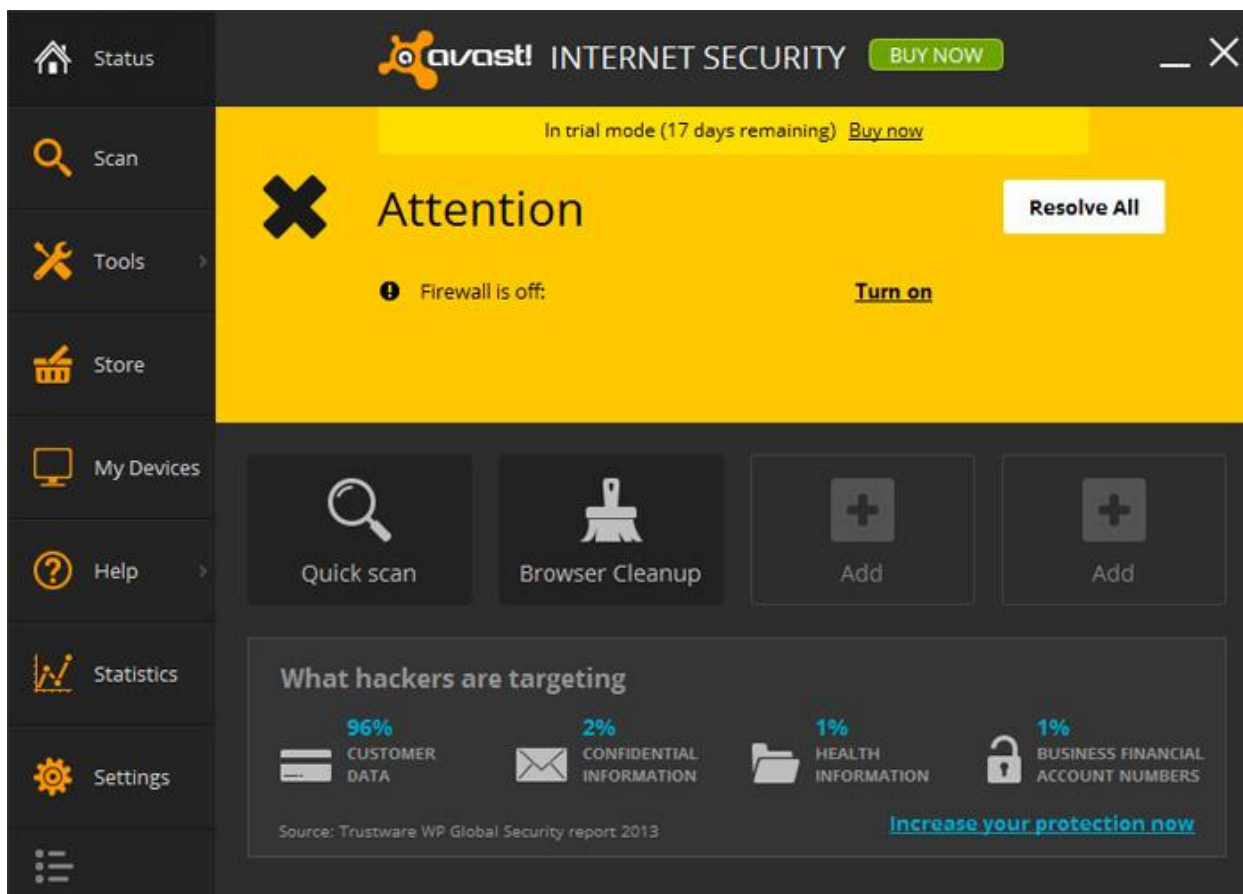 Status
avast! INTERNET SECURITY BUY NOW
In trial mode (17 days remaining) Buy now
Scan
Attention
Resolve All
Tools
Firewall is off: Turn on
Store
My Devices
Quick scan
Browser Cleanup
Add
Add
Help
Statistics
What hackers are targeting
96%
CUSTOMER
DATA
2%
CONFIDENTIAL
INFORMATION
1%
HEALTH
INFORMATION
1%
BUSINESS FINANCIAL
ACCOUNT NUMBERS
Settings
Source: Trustware WP Global Security report 2013
Increase your protection now